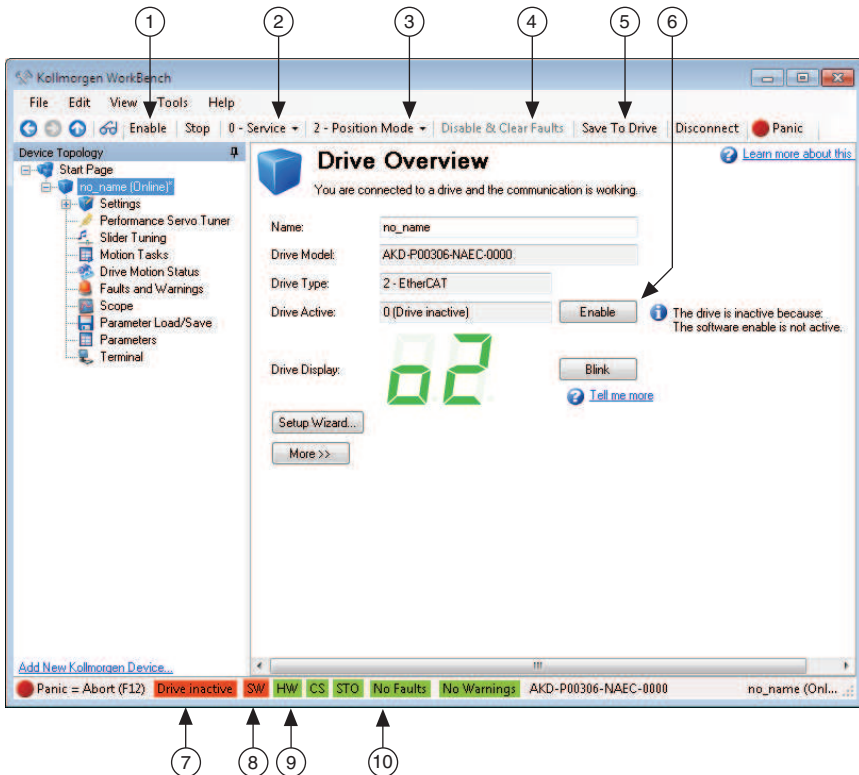 1 2 3 4 5 6
Kollmorgen WorkBench
File Edit View Tools Help
Enable Stop 0 - Service 2 - Position Mode Disable & Clear Faults Save To Drive Disconnect Panic
Device Topology
Start Page
no_name (Online)*
Settings
Performance Servo Tuner
Slider Tuning
Motion Tasks
Drive Motion Status
Faults and Warnings
Scope
Parameter Load/Save
Parameters
Terminal
Add New Kollmorgen Device...
Drive Overview
Learn more about this
You are connected to a drive and the communication is working.
Name: no_name
Drive Model: AKD-P00306-NAEC-0000
Drive Type: 2 - EtherCAT
Drive Active: 0 (Drive inactive) Enable
The drive is inactive because:
The software enable is not active.
Drive Display: o2 Blink
Tell me more
Setup Wizard...
More >>
Panic = Abort (F12) Drive inactive SW HW CS STO No Faults No Warnings AKD-P00306-NAEC-0000 no_name (Onl...
7 8 9 10